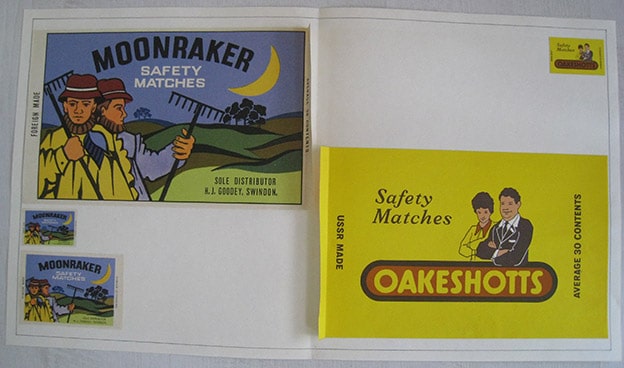 MOONRAKER
SAFETY
MATCHES
FOREIGN MADE
SOLE DISTRIBUTOR
H.J. GOODEY, SWINDON.
MOONRAKER
MOONRAKER
SAFETY
MATCHES
Safety
Matches
OAKESHOTTS
Safety
Matches
USSR MADE
AVERAGE 30 CONTENTS
OAKESHOTTS